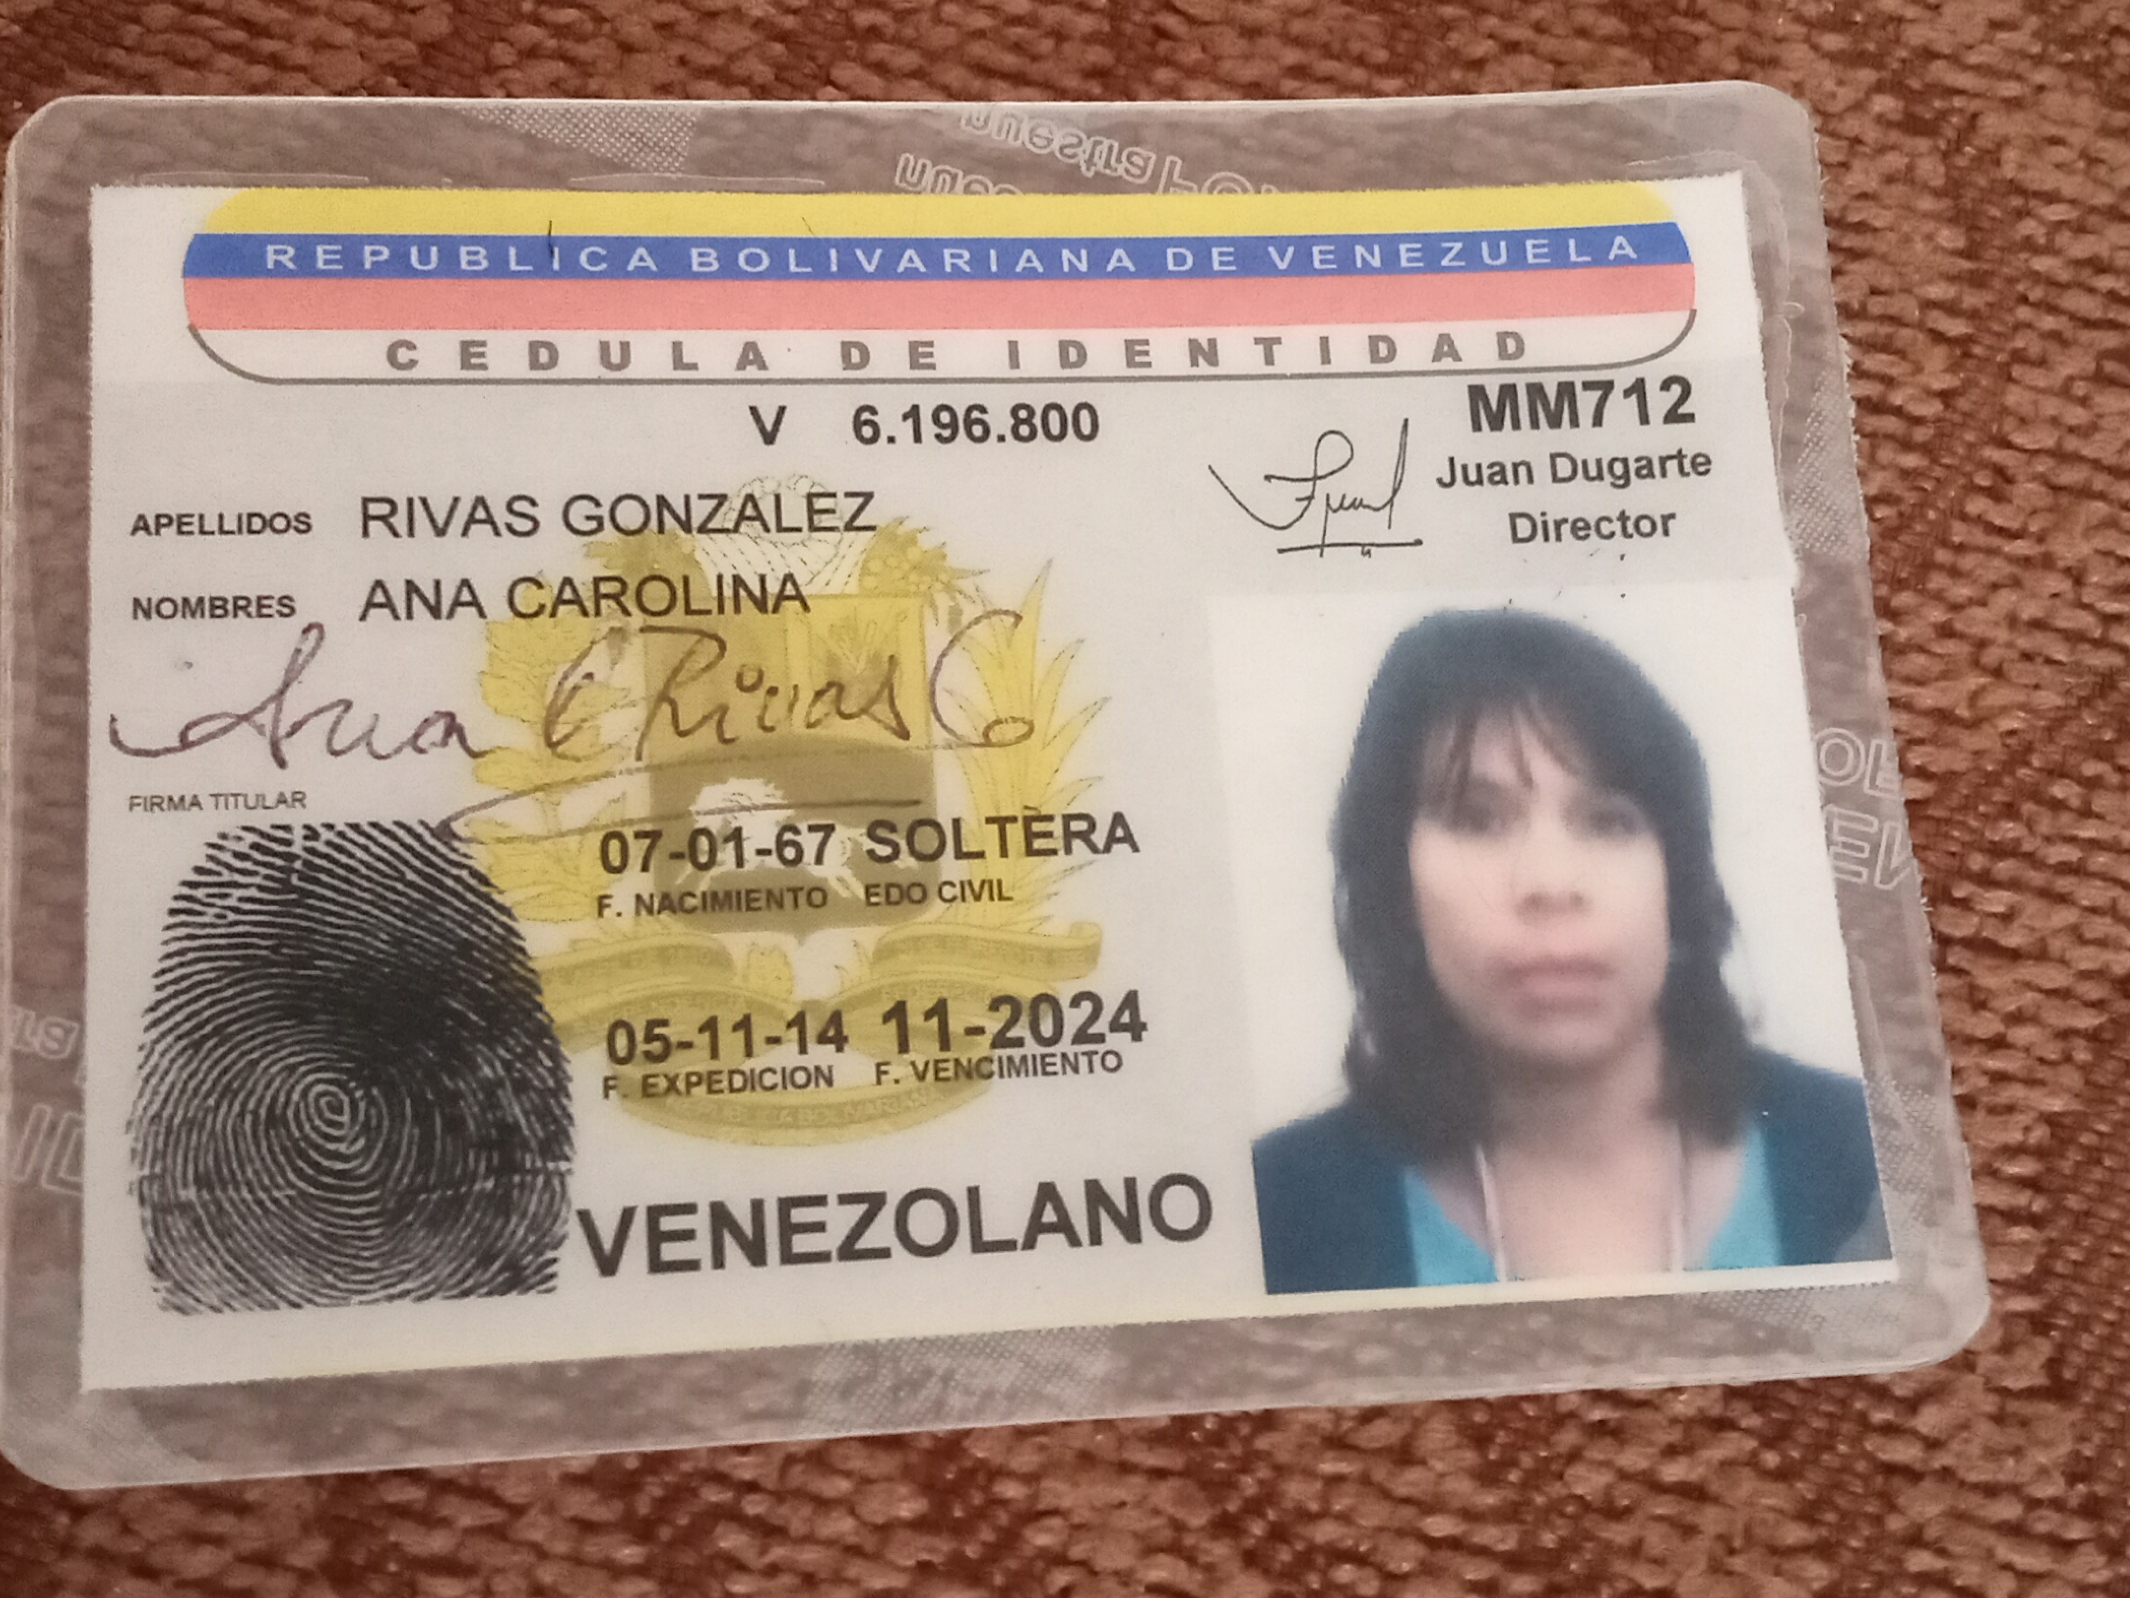 REPUBLICA BOLIVARIANA DE VENEZUELA
CEDULA DE IDENTIDAD
V 6.196.800
MM712
Juan Dugarte
Director
APELLIDOS RIVAS GONZALEZ
NOMBRES ANA CAROLINA
Ana C Rivas G
FIRMA TITULAR
07-01-67 SOLTERA
F. NACIMIENTO EDO CIVIL
05-11-14 11-2024
F. EXPEDICION F. VENCIMIENTO
VENEZOLANO
nuestra